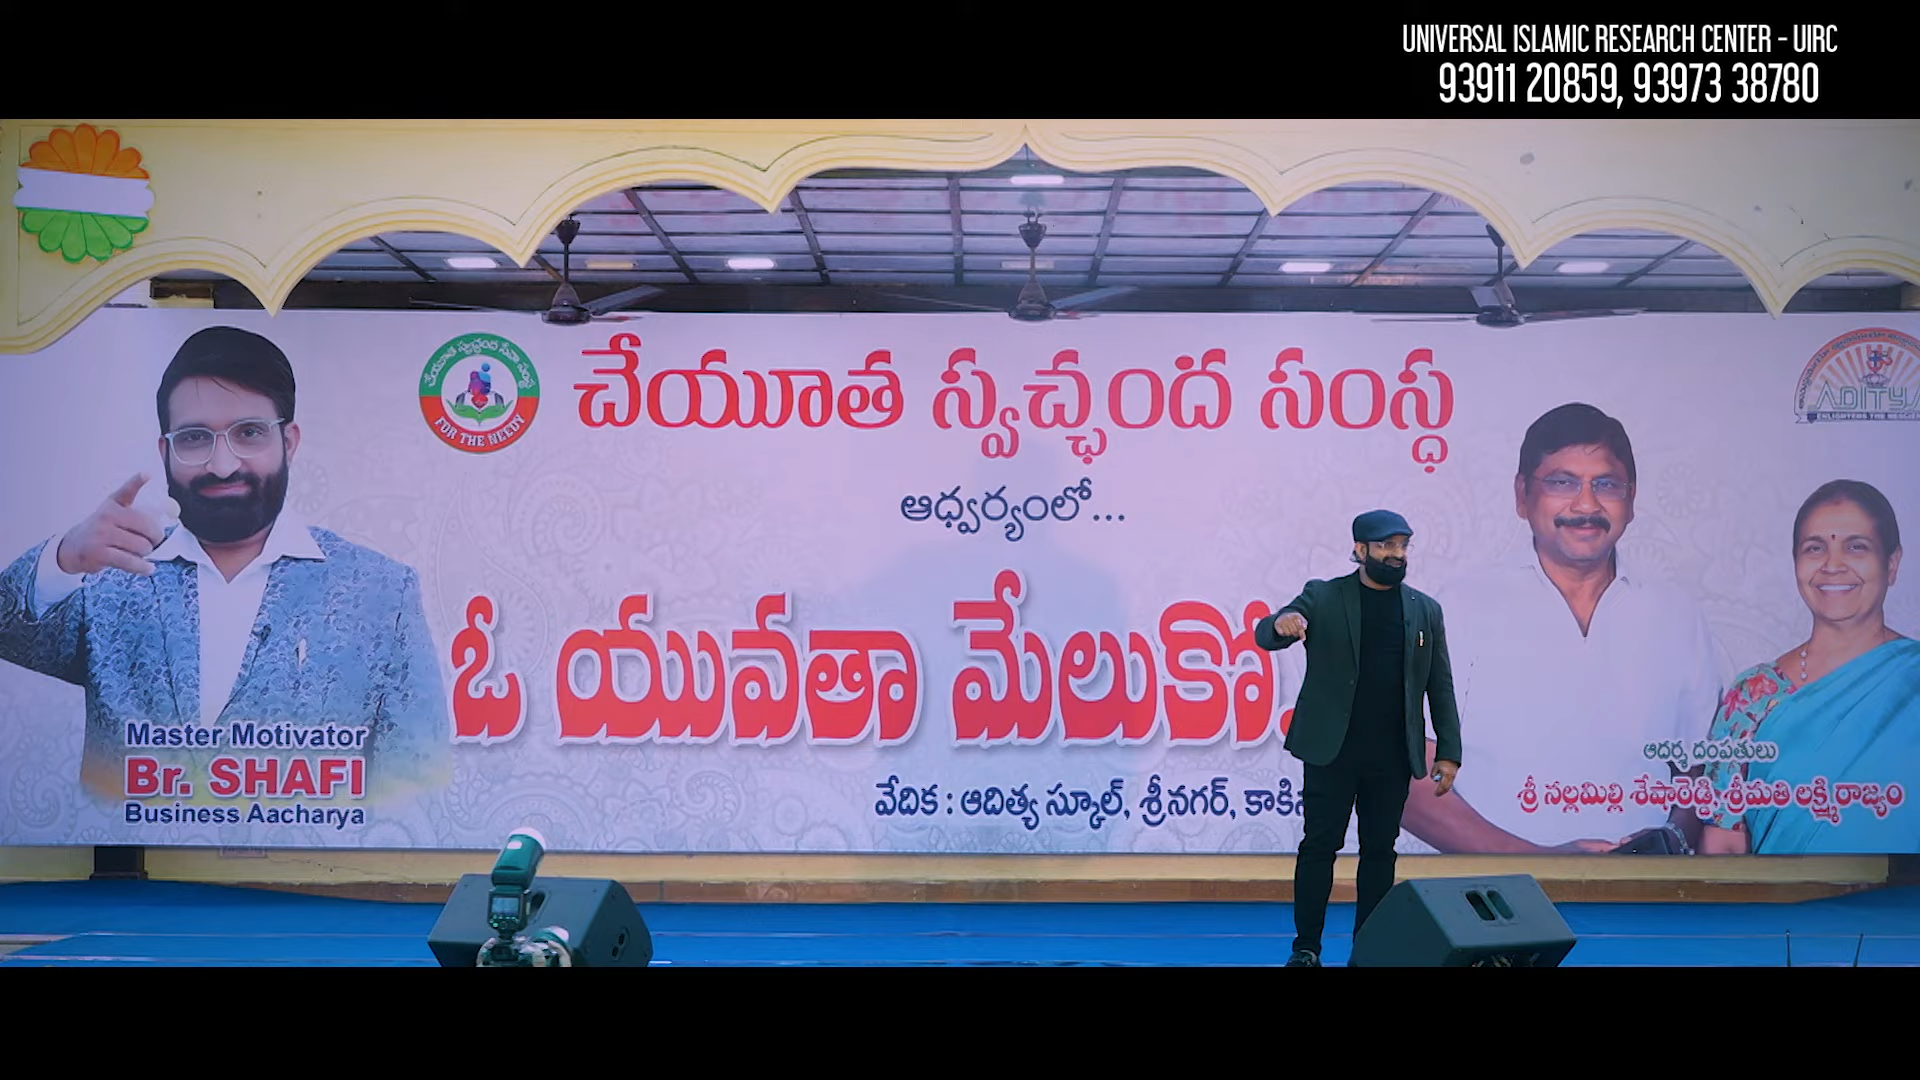 UNIVERSAL ISLAMIC RESEARCH CENTER - UIRC
93911 20859, 93973 38780
చేయూత స్వచ్ఛంద సంస్థ
FOR THE NEEDY
ADITYA
ఆధ్వర్యంలో...
ఓ యువతా మేలుకో
Master Motivator
Br. SHAFI
Business Aacharya
వేదిక : ఆదిత్య స్కూల్, శ్రీనగర్,
ఆదర్శ దంపతులు
శ్రీ నల్లమిల్లి శేషారెడ్డి, శ్రీమతి లక్ష్మిరాజ్యం